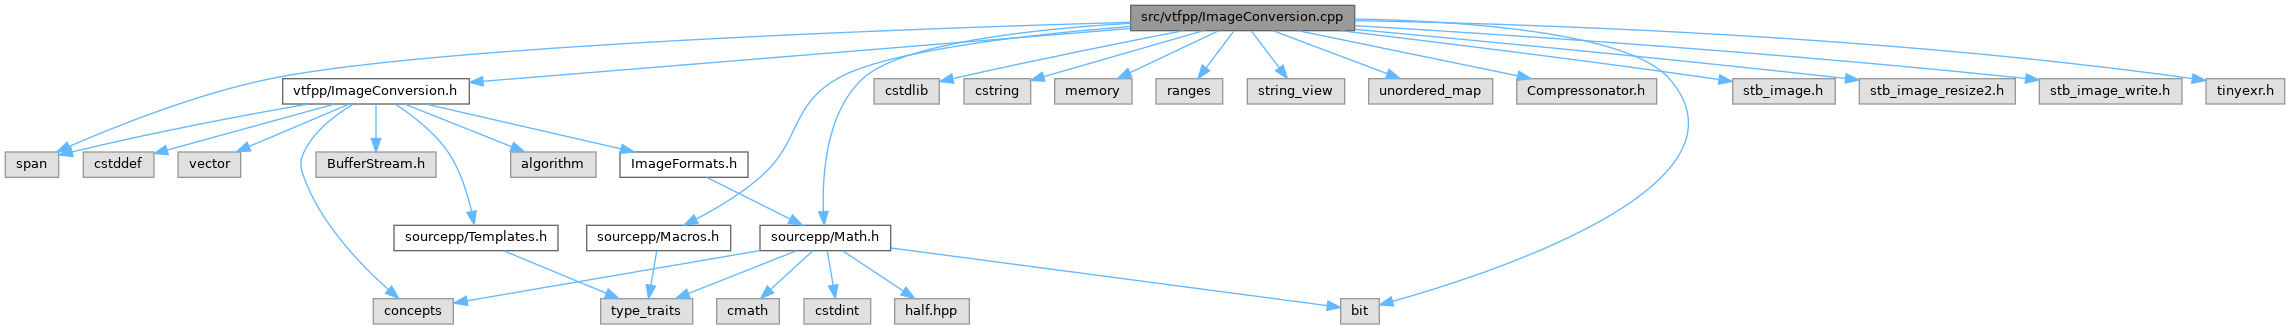 src/vtfpp/ImageConversion.cpp
vtfpp/ImageConversion.h
cstdlib
cstring
memory
ranges
string_view
unordered_map
Compressonator.h
stb_image.h
stb_image_resize2.h
stb_image_write.h
tinyexr.h
span
cstddef
vector
BufferStream.h
algorithm
ImageFormats.h
sourcepp/Templates.h
sourcepp/Macros.h
sourcepp/Math.h
concepts
type_traits
cmath
cstdint
half.hpp
bit